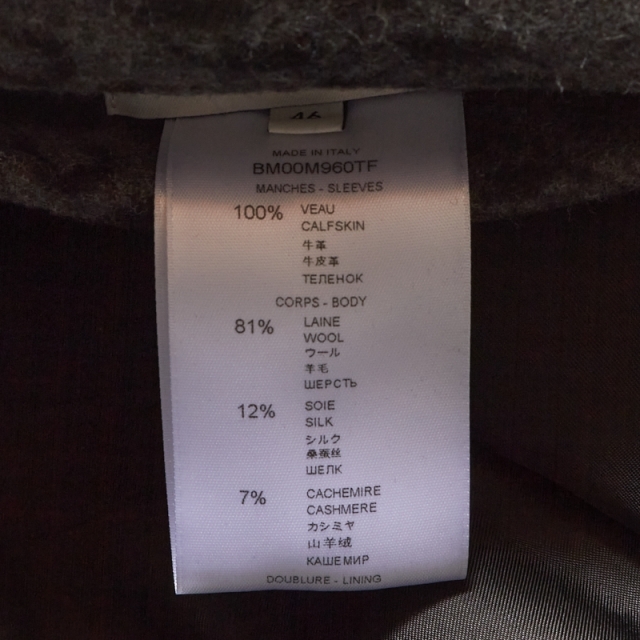 46
MADE IN ITALY
BM00M960TF
MANCHES - SLEEVES
100% VEAU
CALFSKIN
牛革
牛皮革
ТЕЛЕНОК
CORPS - BODY
81% LAINE
WOOL
ウール
羊毛
ШЕРСТЬ
12% SOIE
SILK
シルク
桑蚕丝
ШЕЛК
7% CACHEMIRE
CASHMERE
カシミヤ
山羊绒
КАШЕМИР
DOUBLURE - LINING